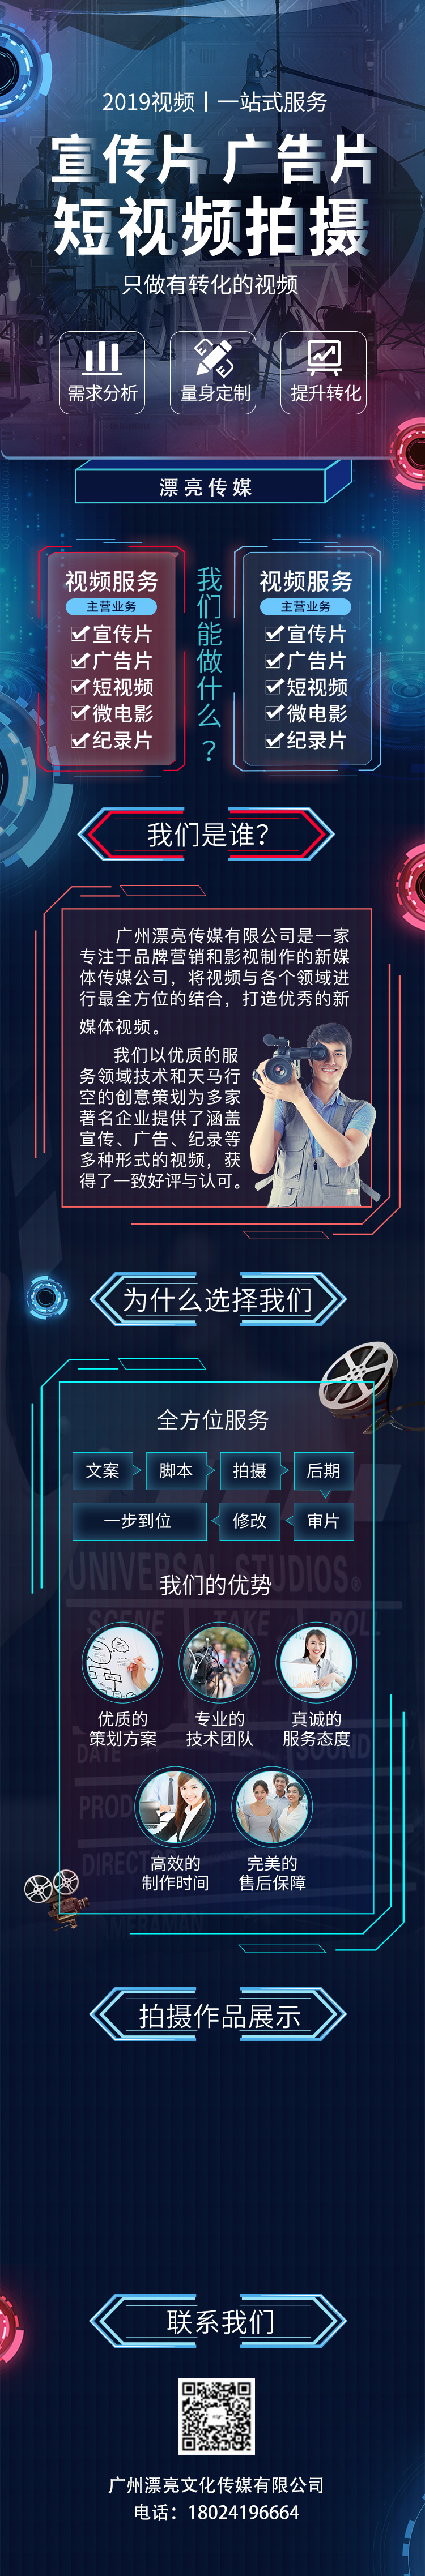 2019视频丨一站式服务
宣传片 广告片
短视频拍摄
只做有转化的视频
需求分析 量身定制 提升转化
漂亮传媒
视频服务
主营业务
宣传片
广告片
短视频
微电影
纪录片
我们能做什么？
视频服务
主营业务
宣传片
广告片
短视频
微电影
纪录片
我们是谁?
广州漂亮传媒有限公司是一家
专注于品牌营销和影视制作的新媒
体传媒公司，将视频与各个领域进
行最全方位的结合，打造优秀的新
媒体视频。
我们以优质的服
务领域技术和天马行
空的创意策划为多家
著名企业提供了涵盖
宣传、广告、纪录等
多种形式的视频，获
得了一致好评与认可。
为什么选择我们
全方位服务
文案 脚本 拍摄 后期
一步到位 修改 审片
UNIVERSAL STUDIOS®
SCENE TAKE ROLL
我们的优势
优质的
策划方案
专业的
技术团队
真诚的
服务态度
DATE SOUND
PROD
高效的
制作时间
完美的
售后保障
DIRECTOR
CAMERAMAN
拍摄作品展示
联系我们
广州漂亮文化传媒有限公司
电话：18024196664